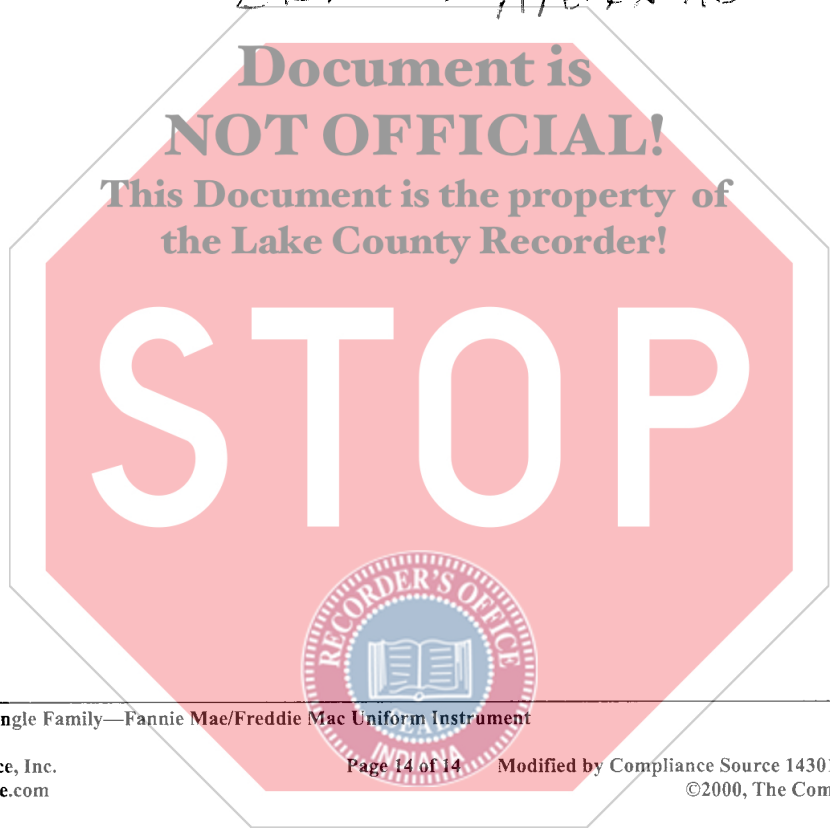 Document is
NOT OFFICIAL!
This Document is the property of
the Lake County Recorder!
STOP
RECORDER'S OFFICE
SEAL
INDIANA
ngle Family—Fannie Mae/Freddie Mac Uniform Instrument
ce, Inc. Page 14 of 14 Modified by Compliance Source 14301
e.com ©2000, The Com